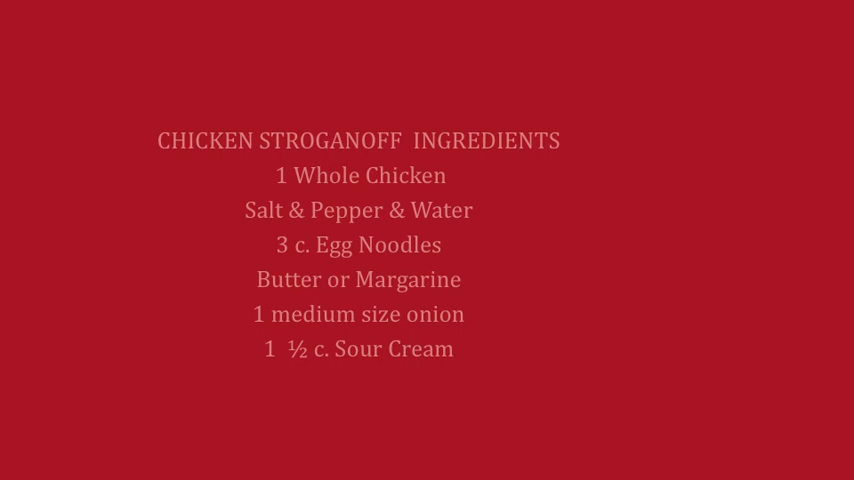 CHICKEN STROGANOFF  INGREDIENTS
1 Whole Chicken
Salt & Pepper & Water
3 c. Egg Noodles
Butter or Margarine
1 medium size onion
1  ½ c. Sour Cream